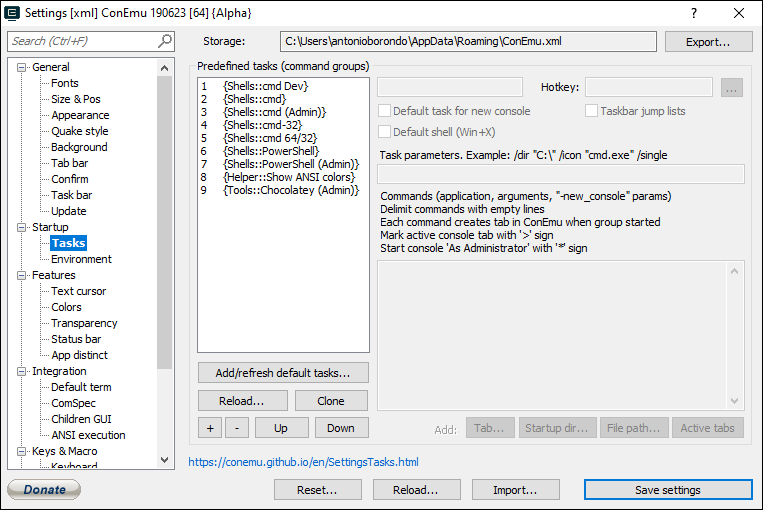 Settings [xml] ConEmu 190623 [64] {Alpha}
Search (Ctrl+F)
Storage:
C:\Users\antonioborondo\AppData\Roaming\ConEmu.xml
Export...
General
Fonts
Size & Pos
Appearance
Quake style
Background
Tab bar
Confirm
Task bar
Update
Startup
Tasks
Environment
Features
Text cursor
Colors
Transparency
Status bar
App distinct
Integration
Default term
ComSpec
Children GUI
ANSI execution
Keys & Macro
Keyboard
Predefined tasks (command groups)
1 {Shells::cmd Dev}
2 {Shells::cmd}
3 {Shells::cmd (Admin)}
4 {Shells::cmd-32}
5 {Shells::cmd 64/32}
6 {Shells::PowerShell}
7 {Shells::PowerShell (Admin)}
8 {Helper::Show ANSI colors}
9 {Tools::Chocolatey (Admin)}
Add/refresh default tasks...
Reload... Clone
+ - Up Down
Hotkey: ...
Default task for new console Taskbar jump lists
Default shell (Win+X)
Task parameters. Example: /dir "C:\" /icon "cmd.exe" /single
Commands (application, arguments, "-new_console" params)
Delimit commands with empty lines
Each command creates tab in ConEmu when group started
Mark active console tab with '>' sign
Start console 'As Administrator' with '*' sign
Add: Tab... Startup dir... File path... Active tabs
https://conemu.github.io/en/SettingsTasks.html
Donate Reset... Reload... Import... Save settings